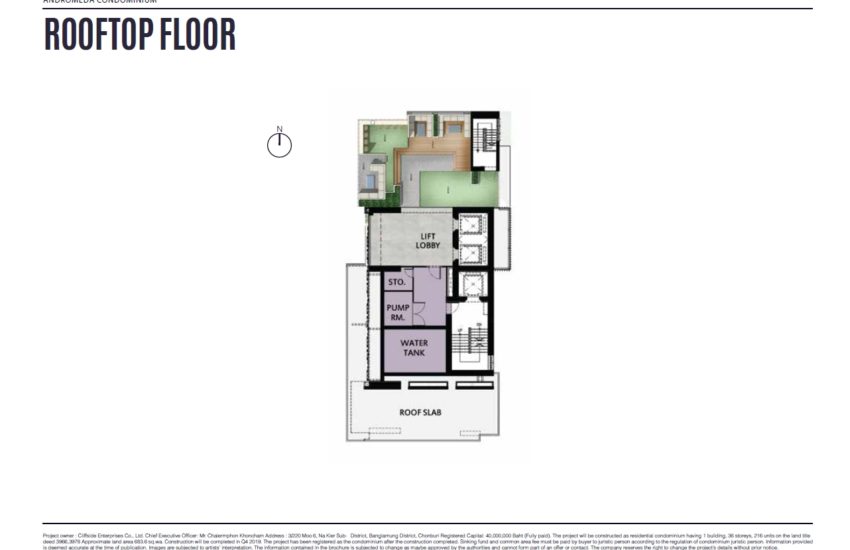 ANDROMEDA CONDOMINIUM
ROOFTOP FLOOR
N
LIFT
LOBBY
STO.
PUMP
RM.
WATER
TANK
ROOF SLAB
Project owner : Cliffside Enterprises Co., Ltd. Chief Executive Officer: Mr. Chalermphon Khoncham Address : 320/20 Moo 6, Na Kler Sub- District, Banglamung District, Chonburi Registered Capital: 40,000,000 Baht (Fully paid). The project will be constructed as residential condominium having 1 building, 36 storeys, 216 units on the land title
deed 3966,3976 Approximate land area 693.6 sq.wa. Construction will be completed in Q4 2018. The project has been registered as the condominium after the construction completed. Sinking fund and common area fee must be paid by buyer to juristic person according to the regulation of condominium juristic person. Information provided
is deemed accurate at the time of publication. Images are subjected to artists' interpretation. The information contained in the brochure is subjected to change as maybe approved by the authorities and cannot form part of an offer or contact. The company reserves the right to change the project's details without prior notice.